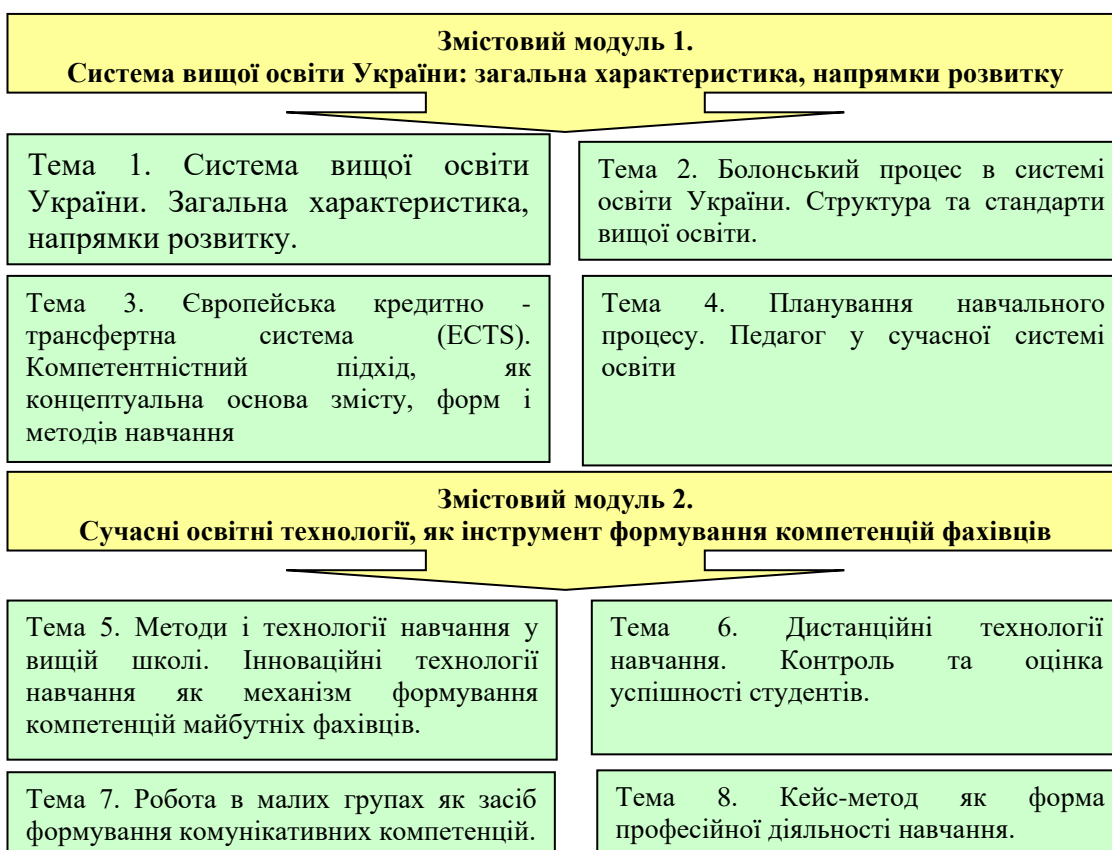 Змістовий модуль 1.
Система вищої освіти України: загальна характеристика, напрямки розвитку
Тема 1. Система вищої освіти
України. Загальна характеристика,
напрямки розвитку.
Тема 2. Болонський процес в системі
освіти України. Структура та стандарти
вищої освіти.
Тема 3. Європейська кредитно -
трансфертна система (ECTS).
Компетентністний підхід, як
концептуальна основа змісту, форм і
методів навчання
Тема 4. Планування навчального
процесу. Педагог у сучасної системі
освіти
Змістовий модуль 2.
Сучасні освітні технології, як інструмент формування компетенцій фахівців
Тема 5. Методи і технології навчання у
вищій школі. Інноваційні технології
навчання як механізм формування
компетенцій майбутніх фахівців.
Тема 6. Дистанційні технології
навчання. Контроль та оцінка
успішності студентів.
Тема 7. Робота в малих групах як засіб
формування комунікативних компетенцій.
Тема 8. Кейс-метод як форма
професійної діяльності навчання.